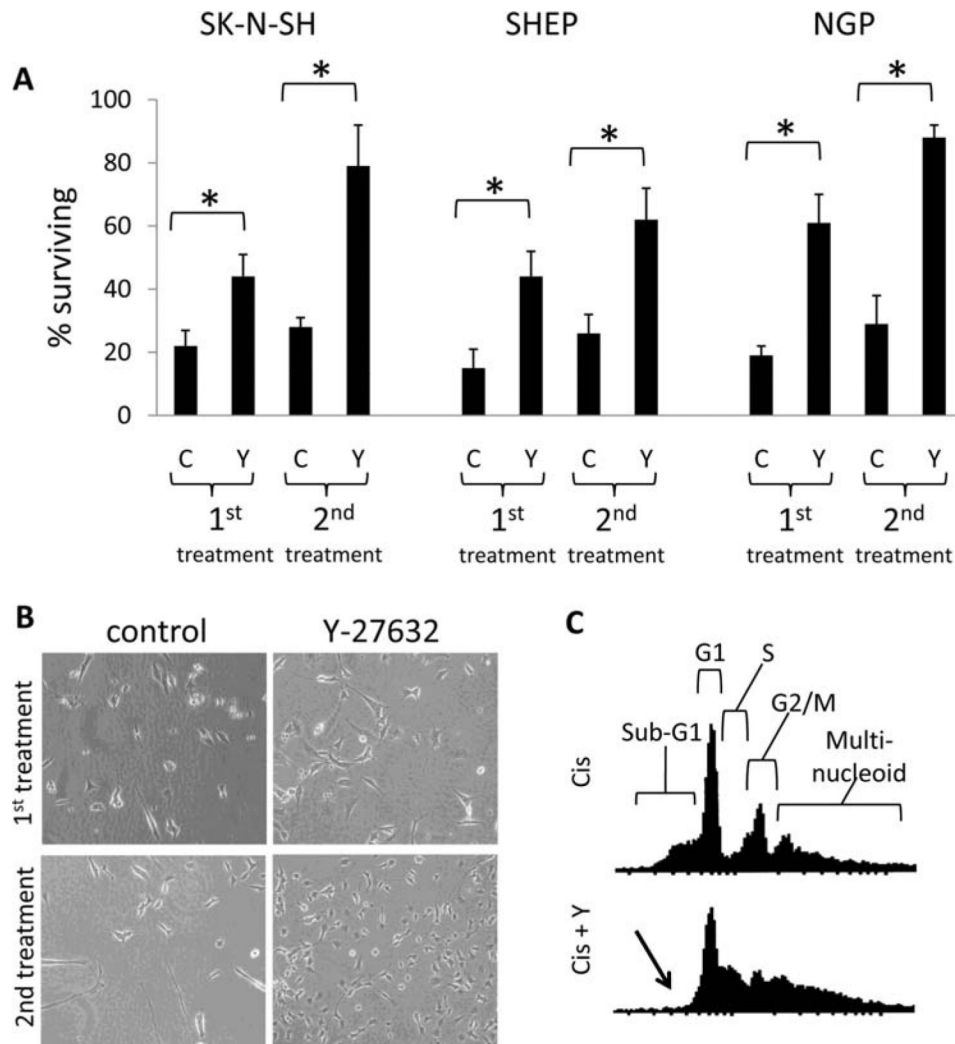 SK-N-SH SHEP NGP
A
% surviving
100
80
60
40
20
0
* * * * * *
C Y C Y C Y C Y C Y C Y
1st 2nd 1st 2nd 1st 2nd
treatment treatment treatment treatment treatment treatment
B
control Y-27632
1st treatment
2nd treatment
C
G1 S
G2/M
Sub-G1
Multi-
nucleoid
Cis
Cis + Y